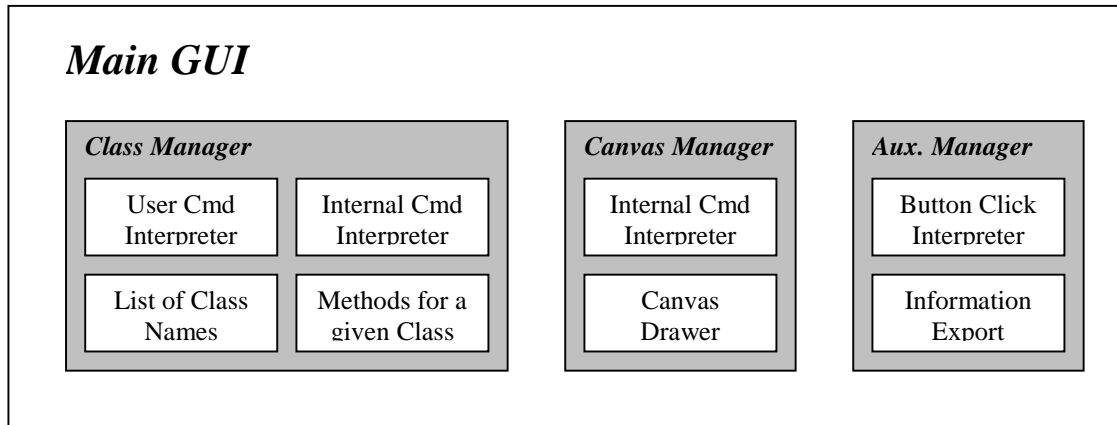 Main GUI
Class Manager
User Cmd
Interpreter
Internal Cmd
Interpreter
List of Class
Names
Methods for a
given Class
Canvas Manager
Internal Cmd
Interpreter
Canvas
Drawer
Aux. Manager
Button Click
Interpreter
Information
Export